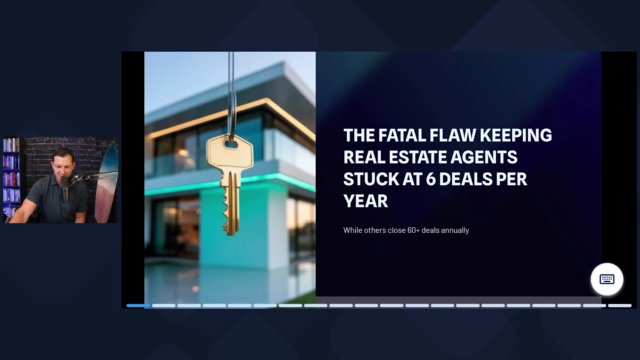 THE FATAL FLAW KEEPING
REAL ESTATE AGENTS
STUCK AT 6 DEALS PER
YEAR
While others close 60+ deals annually